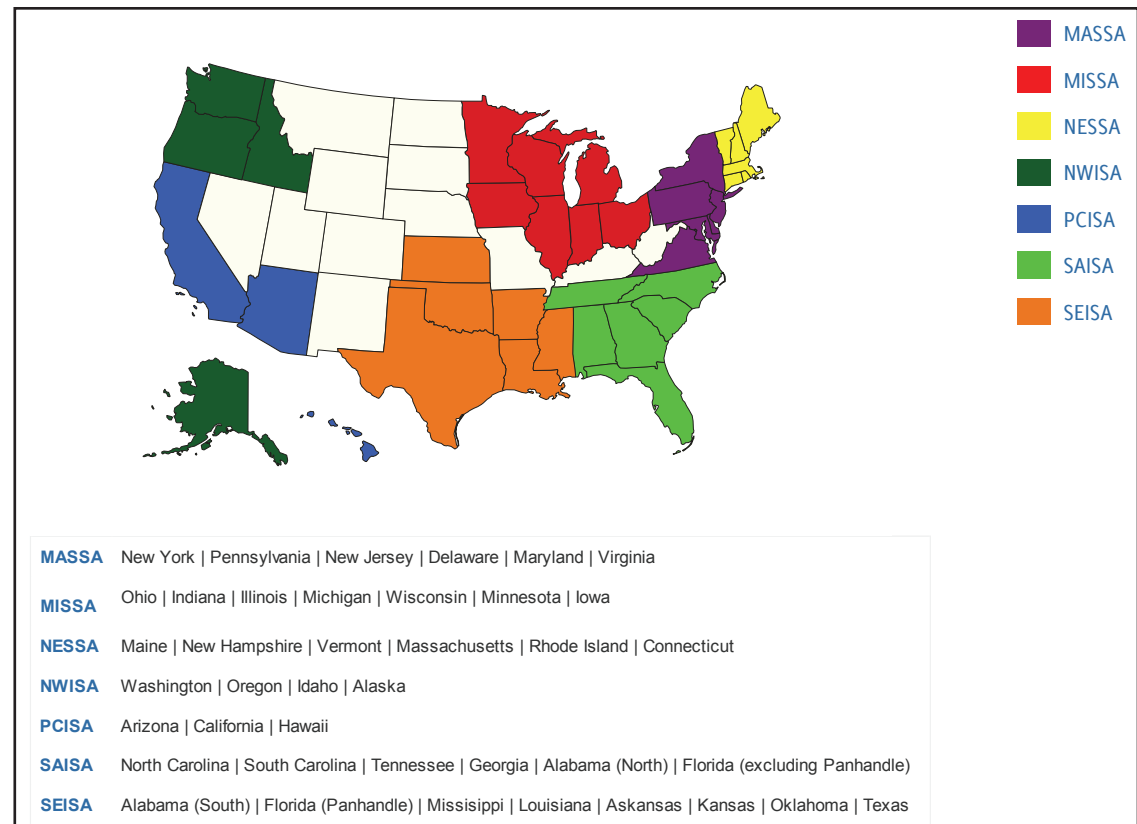 MASSA
MISSA
NESSA
NWISA
PCISA
SAISA
SEISA
MASSA New York | Pennsylvania | New Jersey | Delaware | Maryland | Virginia
MISSA Ohio | Indiana | Illinois | Michigan | Wisconsin | Minnesota | Iowa
NESSA Maine | New Hampshire | Vermont | Massachusetts | Rhode Island | Connecticut
NWISA Washington | Oregon | Idaho | Alaska
PCISA Arizona | California | Hawaii
SAISA North Carolina | South Carolina | Tennessee | Georgia | Alabama (North) | Florida (excluding Panhandle)
SEISA Alabama (South) | Florida (Panhandle) | Missisippi | Louisiana | Askansas | Kansas | Oklahoma | Texas